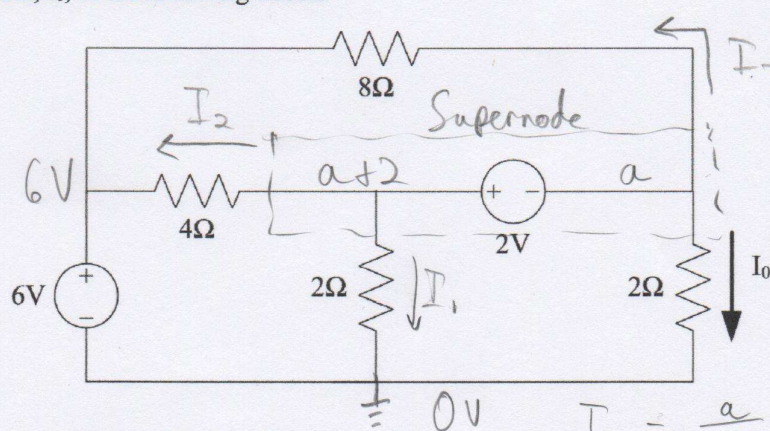 8Ω
I
I₂
Supernode
6V
a+2
+ -
a
4Ω
2V
6V
+
-
2Ω
I₁
2Ω
I₀
0V
I = a